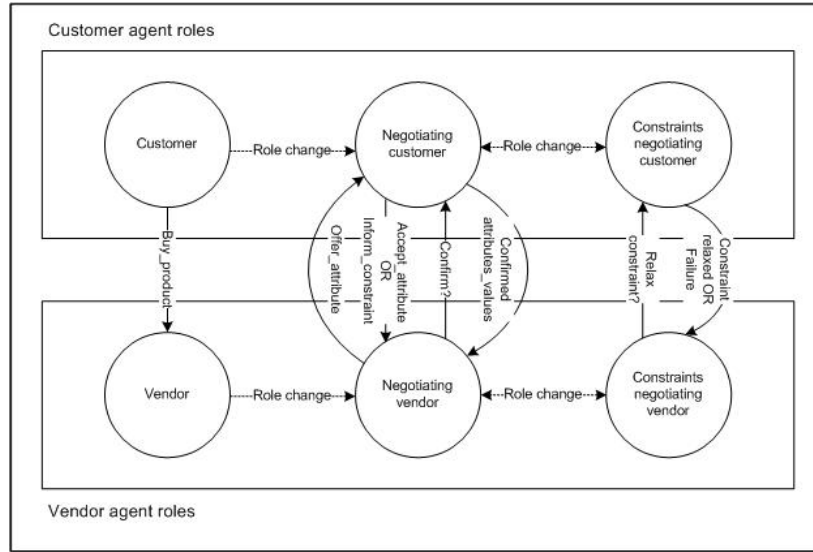 Customer agent roles
Customer
Role change
Negotiating
customer
Role change
Constraints
negotiating
customer
Buy_product
Offer_attribute
Accept_attribute
OR
Inform_constraint
Confirm?
Confirmed
attributes_values
Relax
constraint?
Constraint
relaxed OR
Failure
Vendor
Role change
Negotiating
vendor
Role change
Constraints
negotiating
vendor
Vendor agent roles